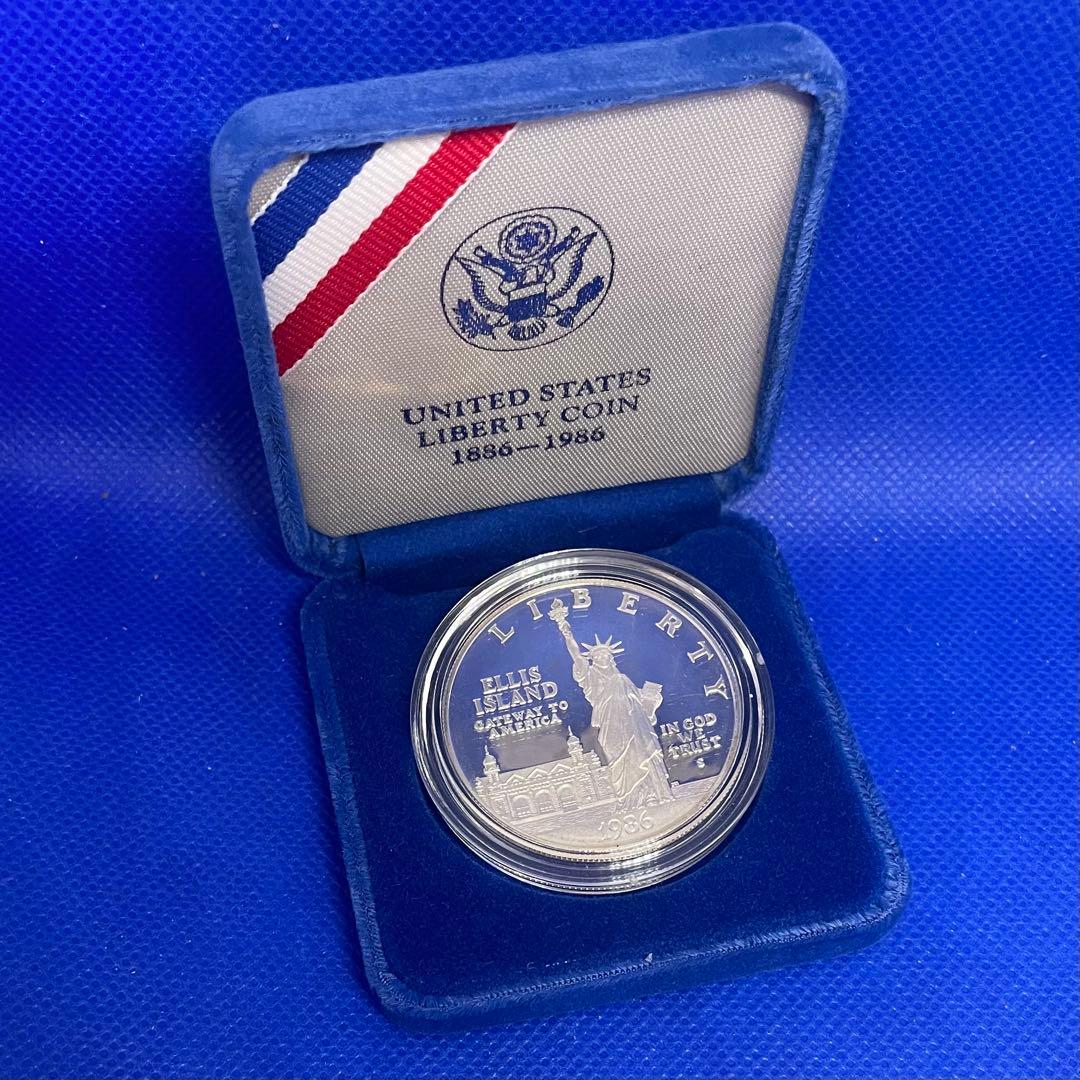 UNITED STATES
LIBERTY COIN
1886—1986
LIBERTY
ELLIS
ISLAND
GATEWAY TO
AMERICA
IN GOD
WE
TRUST
S
1986